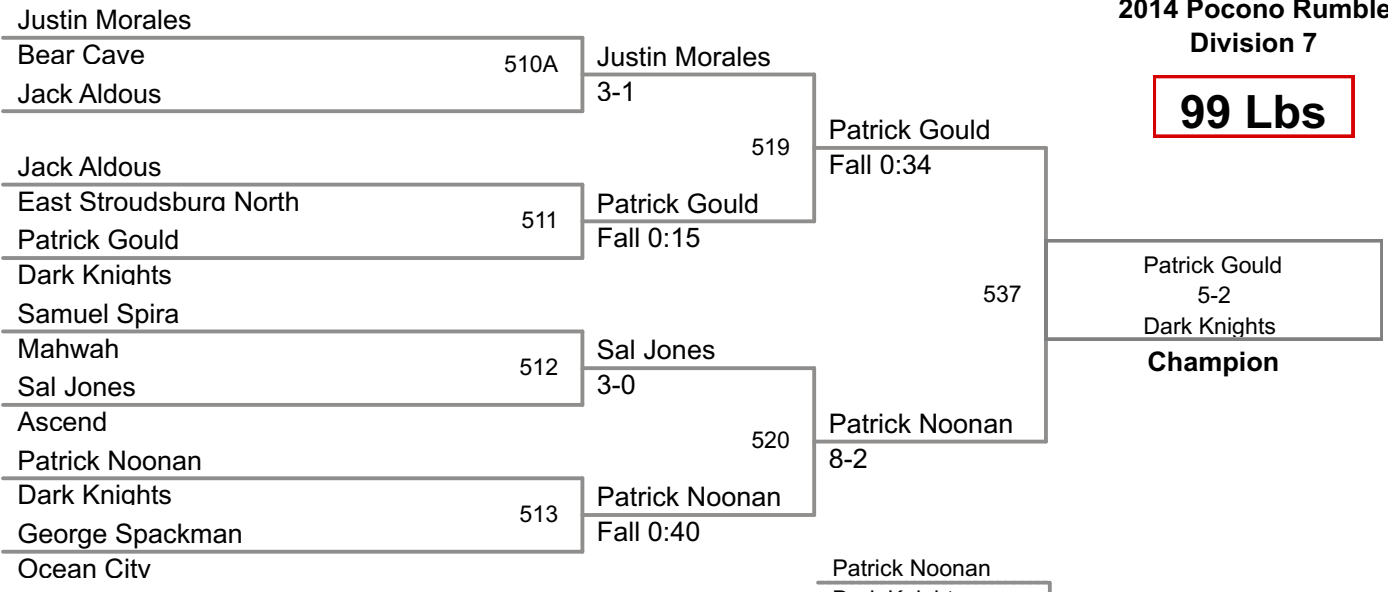 2014 Pocono Rumble
Division 7
99 Lbs
Justin Morales
Bear Cave
510A
Jack Aldous
Justin Morales
3-1
Jack Aldous
East Stroudsburg North
511
Patrick Gould
Dark Knights
Patrick Gould
Fall 0:15
519
Patrick Gould
Fall 0:34
Samuel Spira
Mahwah
512
Sal Jones
Ascend
Sal Jones
3-0
Patrick Noonan
Dark Knights
513
George Spackman
Ocean City
Patrick Noonan
Fall 0:40
520
Patrick Noonan
8-2
537
Patrick Gould
5-2
Dark Knights
Champion
Patrick Noonan
Dark Knights